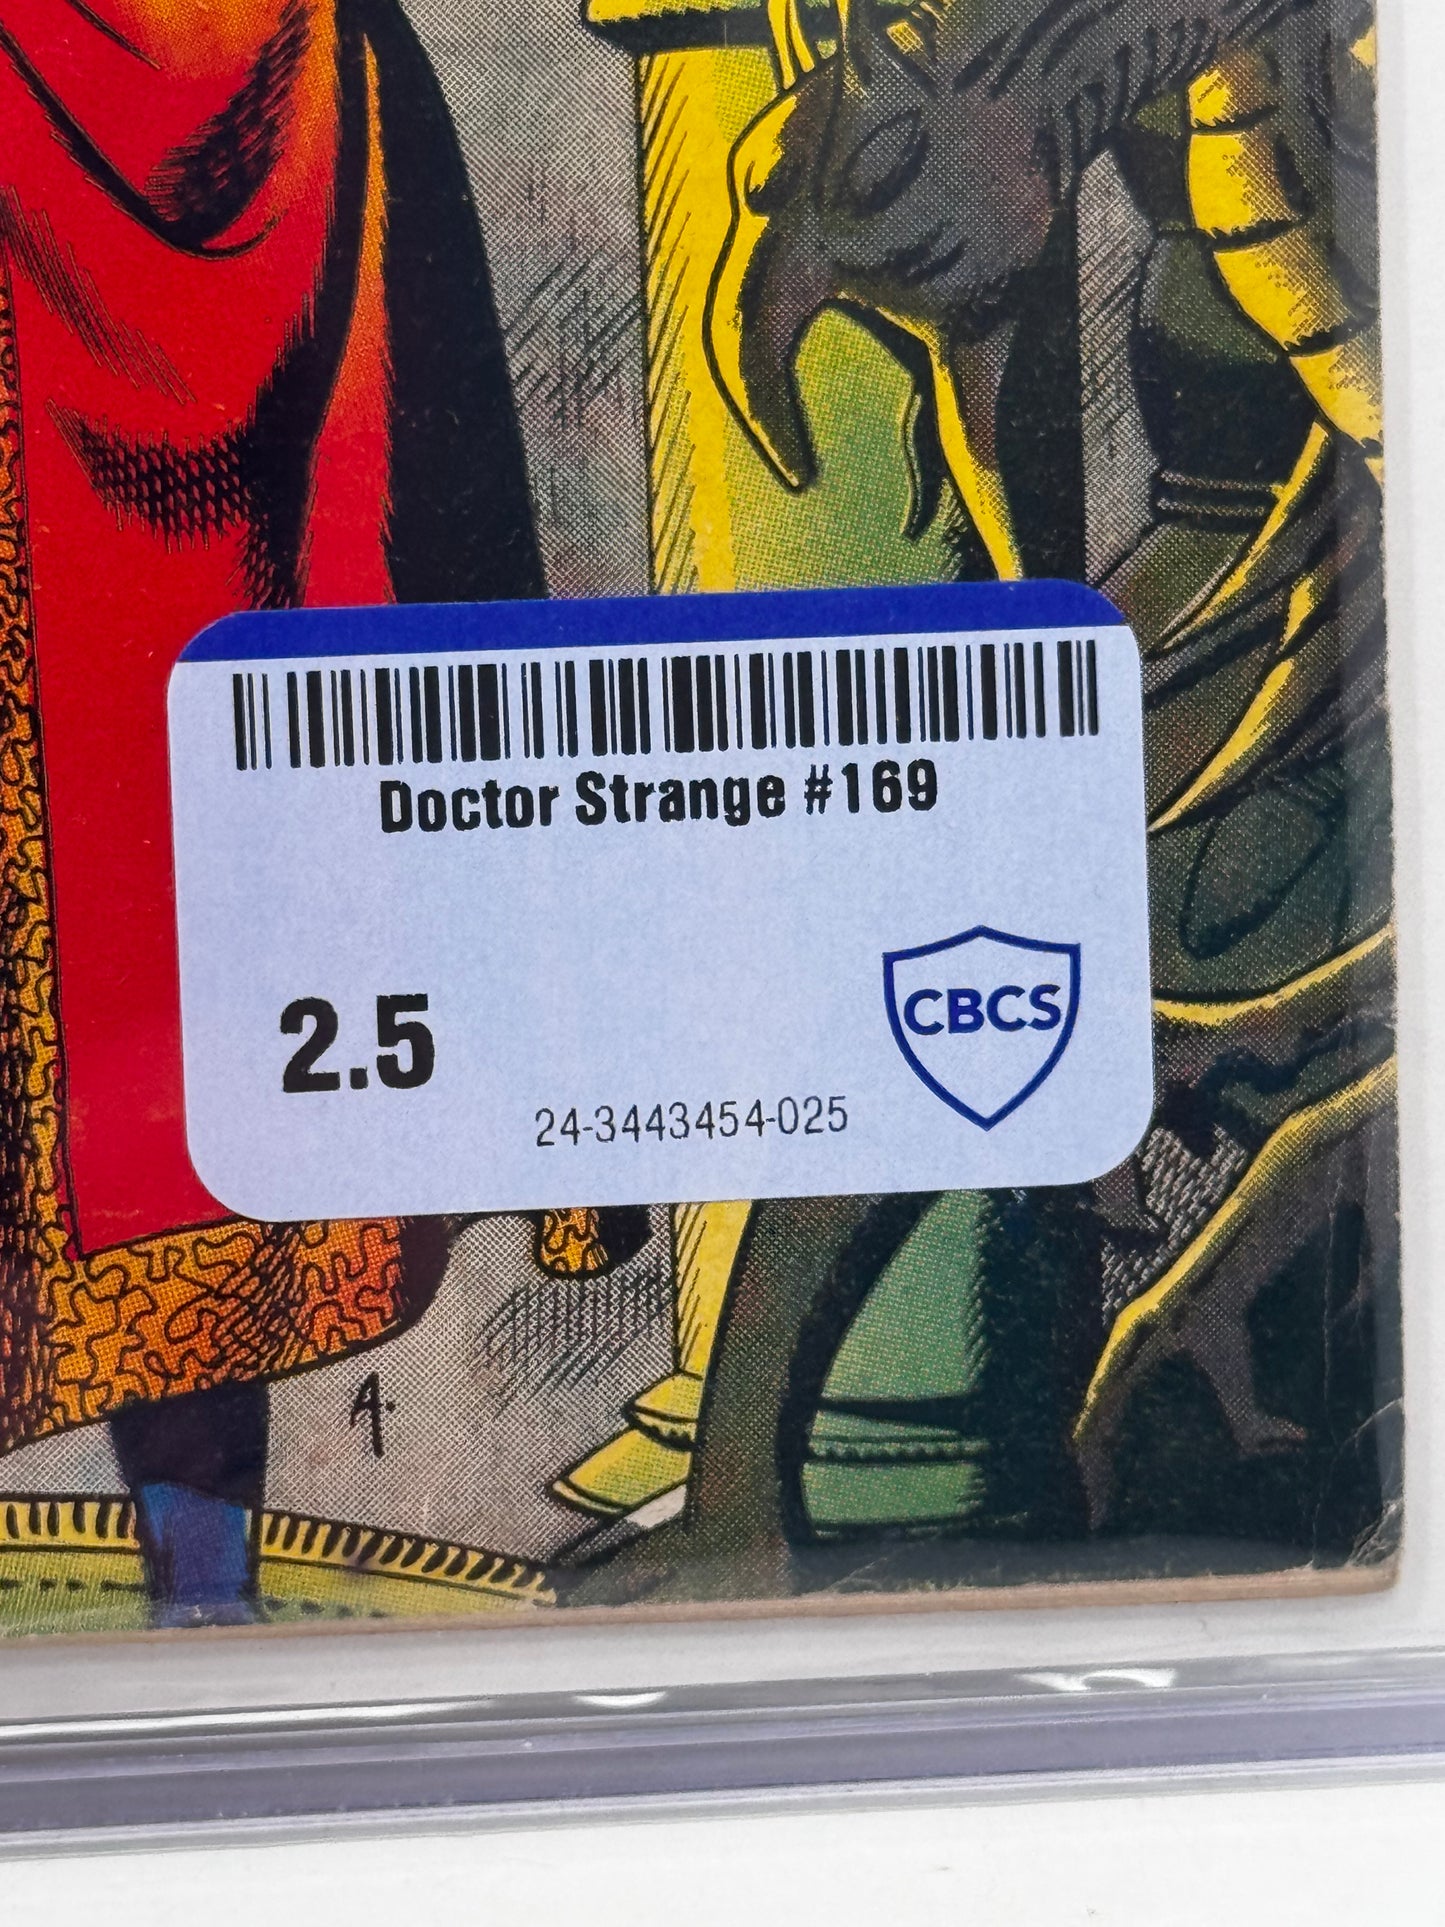 Doctor Strange #169
2.5
CBCS
24-3443454-025
A.